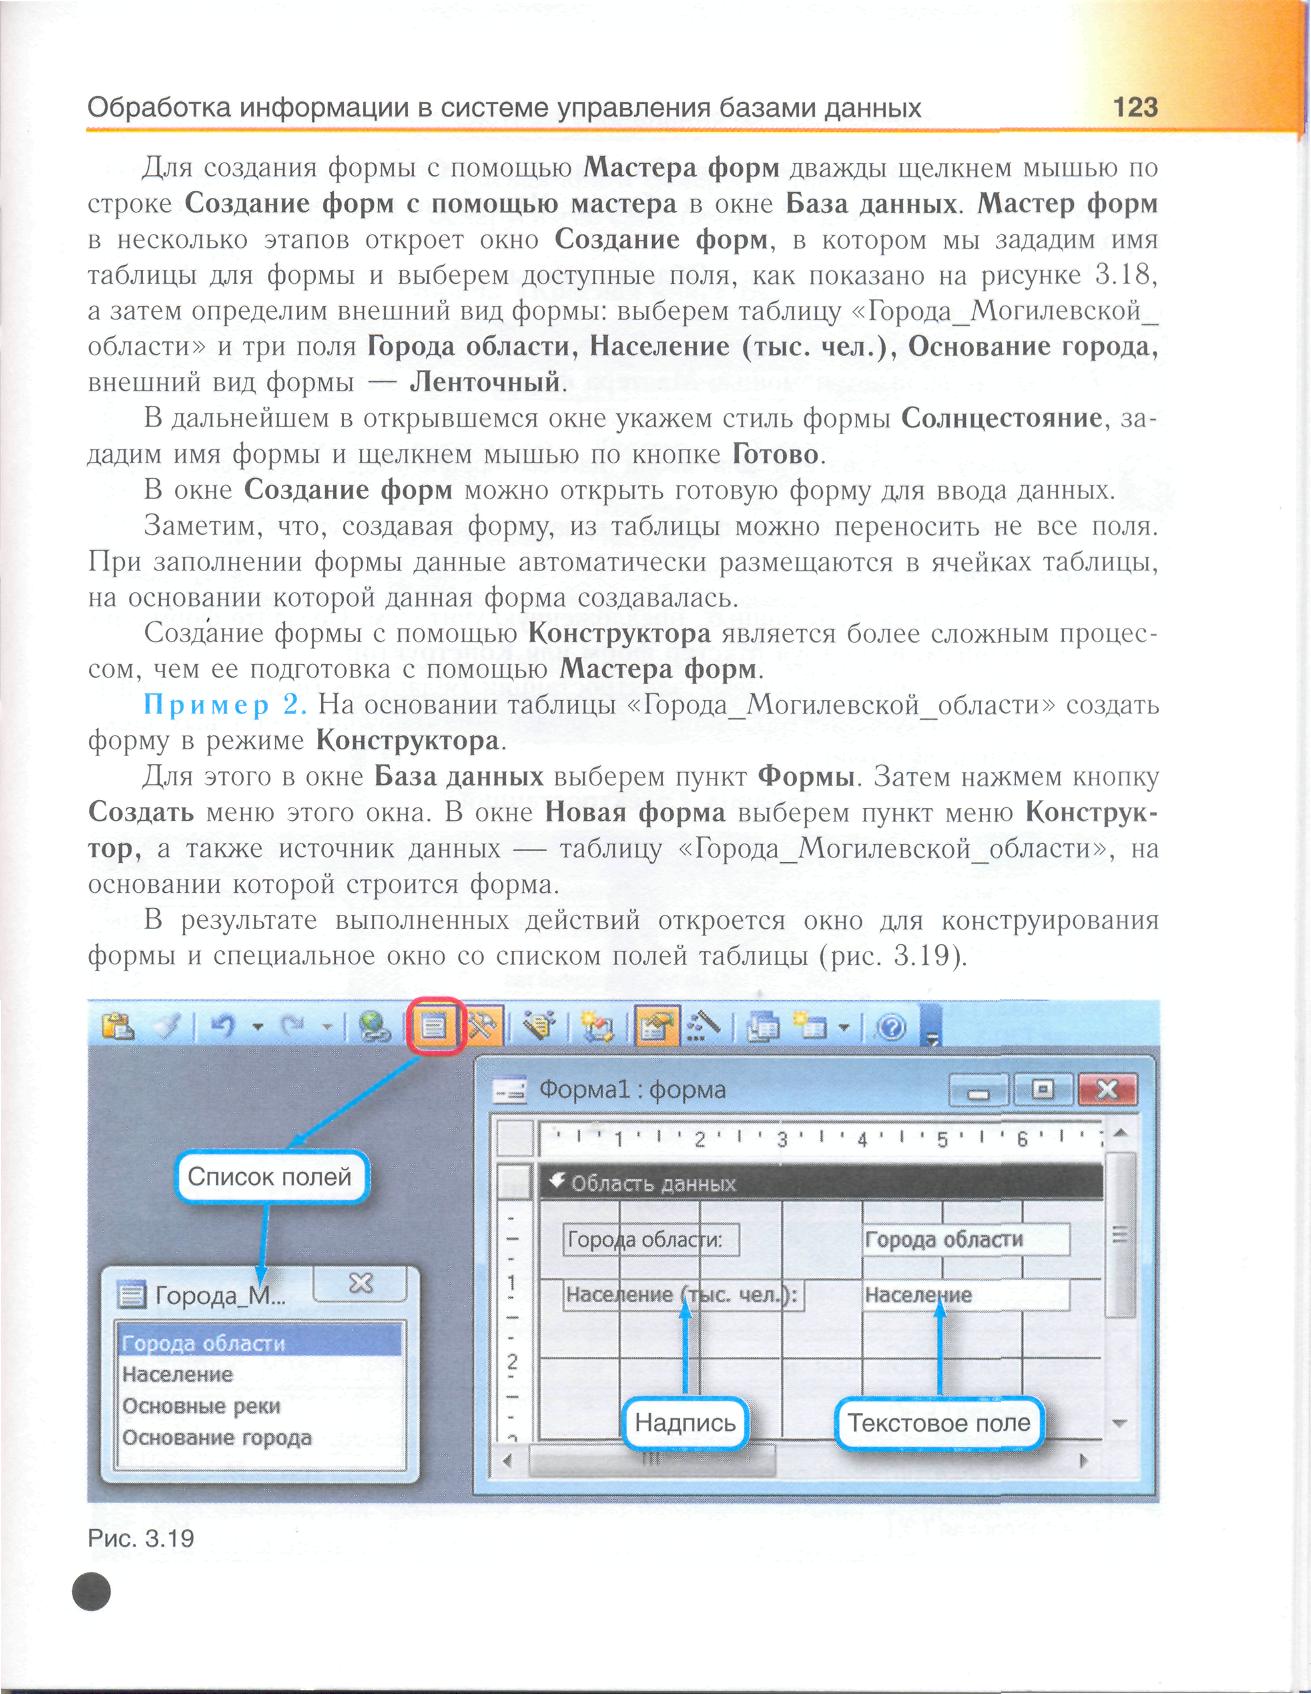 Обработка информации в системе управления базами данных 123
Для создания формы с помощью Мастера форм дважды щелкнем мышью по
строке Создание форм с помощью мастера в окне База данных. Мастер форм
в несколько этапов откроет окно Создание форм, в котором мы зададим имя
таблицы для формы и выберем доступные поля, как показано на рисунке 3.18,
а затем определим внешний вид формы: выберем таблицу «Города_Могилевской_
области» и три поля Города области, Население (тыс. чел.), Основание города,
внешний вид формы — Ленточный.
В дальнейшем в открывшемся окне укажем стиль формы Солнцестояние, за-
дадим имя формы и щелкнем мышью по кнопке Готово.
В окне Создание форм можно открыть готовую форму для ввода данных.
Заметим, что, создавая форму, из таблицы можно переносить не все поля.
При заполнении формы данные автоматически размещаются в ячейках таблицы,
на основании которой данная форма создавалась.
Создание формы с помощью Конструктора является более сложным процес-
сом, чем ее подготовка с помощью Мастера форм.
Пример 2. На основании таблицы «Города_Могилевской_области» создать
форму в режиме Конструктора.
Для этого в окне База данных выберем пункт Формы. Затем нажмем кнопку
Создать меню этого окна. В окне Новая форма выберем пункт меню Конструк-
тор, а также источник данных — таблицу «Города_Могилевской_области», на
основании которой строится форма.
В результате выполненных действий откроется окно для конструирования
формы и специальное окно со списком полей таблицы (рис. 3.19).
Список полей
Города_М...
Города области
Население
Основные реки
Основание города
Форма1 : форма
1 2 3 4 5 6
Область данных
Города области: Города области
1
Население (тыс. чел.): Население
2
Надпись Текстовое поле
Рис. 3.19